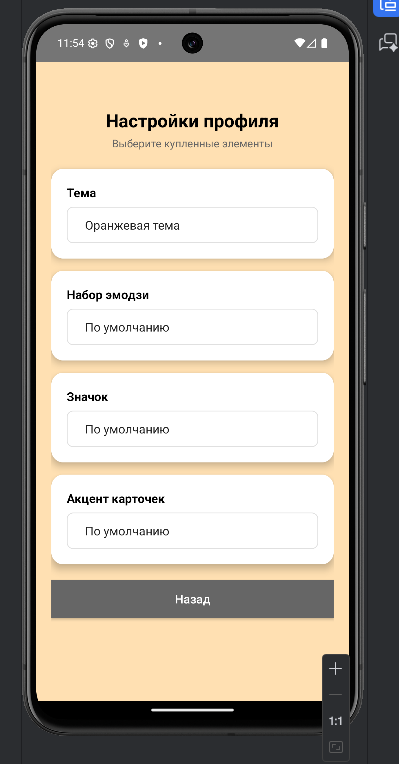 11:54
Настройки профиля
Выберите купленные элементы
Тема
Оранжевая тема
Набор эмодзи
По умолчанию
Значок
По умолчанию
Акцент карточек
По умолчанию
Назад
1:1